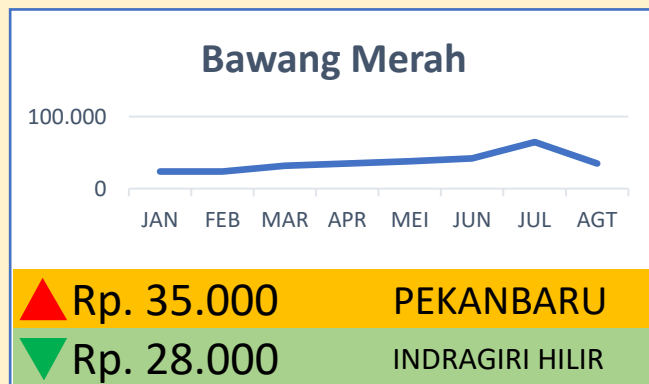 Bawang Merah
100.000
0
JAN FEB MAR APR MEI JUN JUL AGT
Rp. 35.000 PEKANBARU
Rp. 28.000 INDRAGIRI HILIR